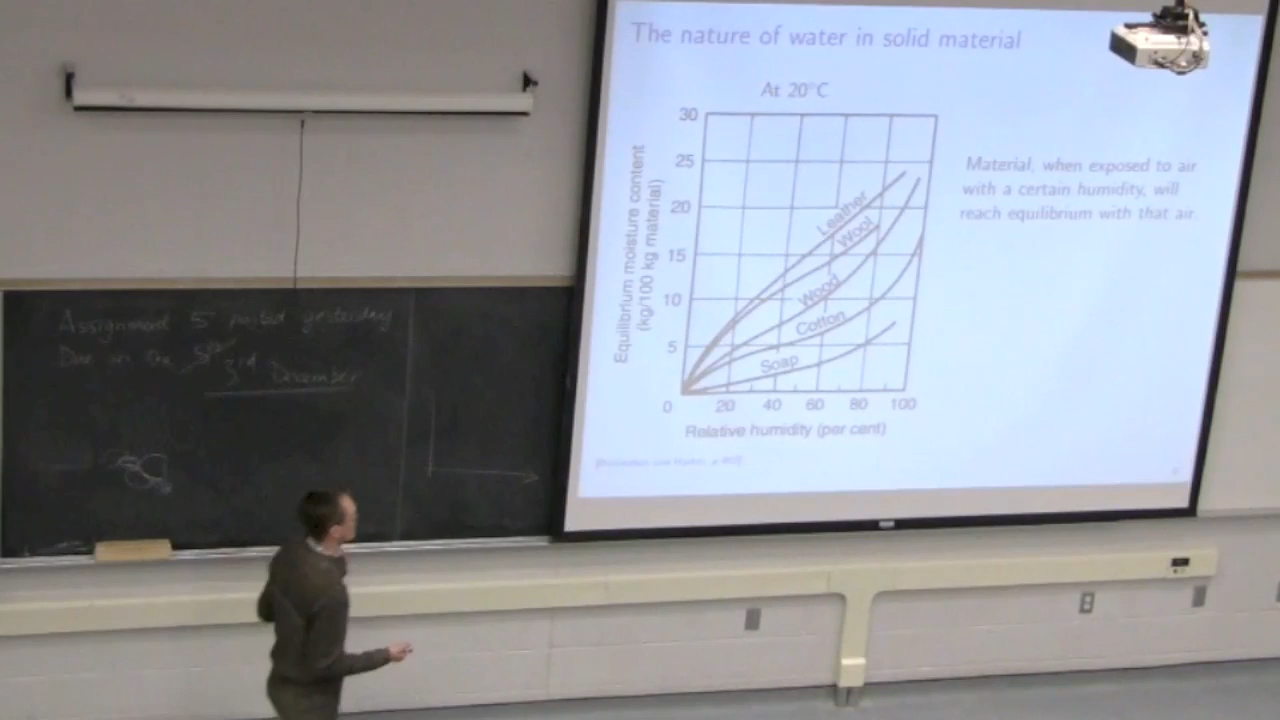 The nature of water in solid material
At 20°C
30
25
20
15
10
5
0
20 40 60 80 100
Equilibrium moisture content
(kg/100 kg material)
Relative humidity (per cent)
Leather
Wool
Wood
Cotton
Soap
Material, when exposed to air
with a certain humidity, will
reach equilibrium with that air.
Assignment 5 posted yesterday
Due on the 3rd December